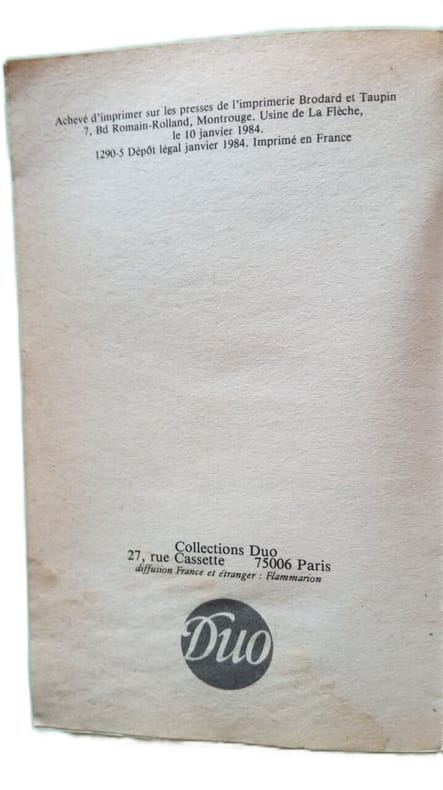 Achevé d'imprimer sur les presses de l'imprimerie Brodard et Taupin
7, Bd Romain-Rolland, Montrouge. Usine de La Flèche,
le 10 janvier 1984.
1290-5 Dépôt légal janvier 1984. Imprimé en France
Collections Duo
27, rue Cassette 75006 Paris
diffusion France et étranger : Flammarion
Duo